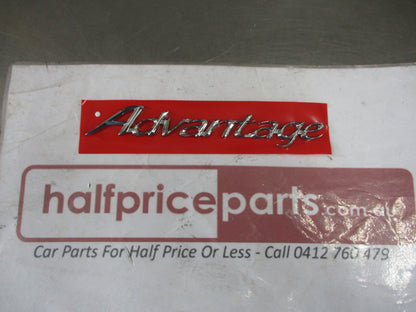 Advantage
halfpriceparts.com.au
Car Parts For Half Price Or Less - Call 0412 760 479